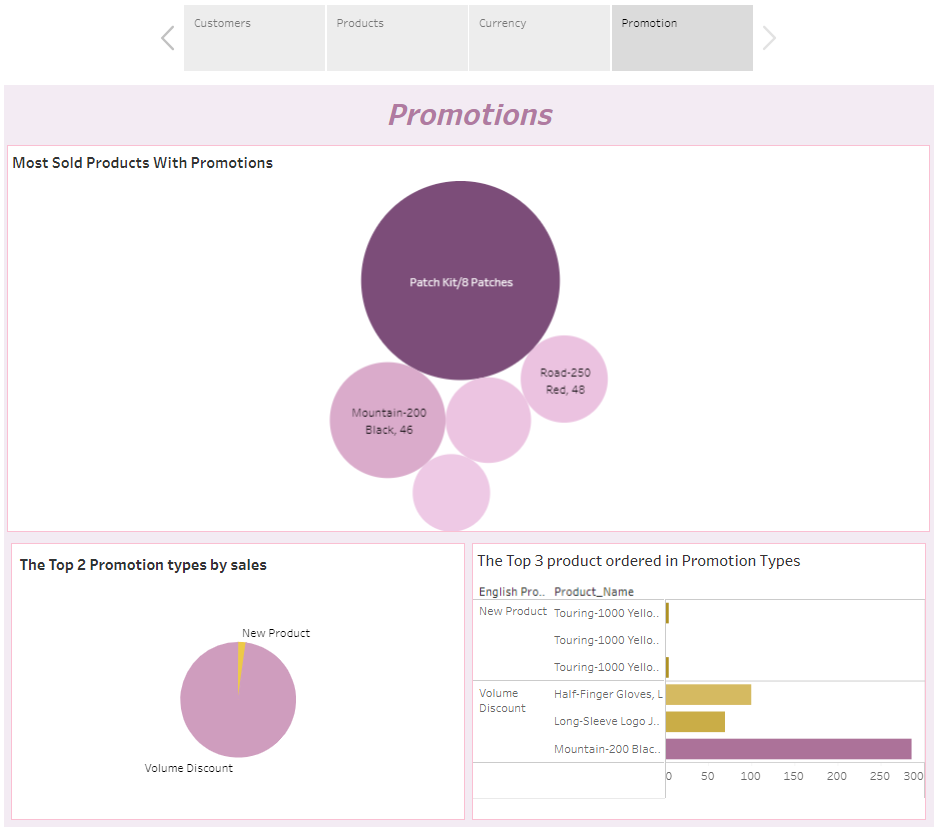 Customers
Products
Currency
Promotion
Promotions
Most Sold Products With Promotions
Patch Kit/8 Patches
Road-250
Red, 48
Mountain-200
Black, 46
The Top 2 Promotion types by sales
New Product
Volume Discount
The Top 3 product ordered in Promotion Types
English Pro.. Product_Name
New Product Touring-1000 Yello..
Touring-1000 Yello..
Touring-1000 Yello..
Volume
Discount
Half-Finger Gloves, L
Long-Sleeve Logo J..
Mountain-200 Blac..
0 50 100 150 200 250 300